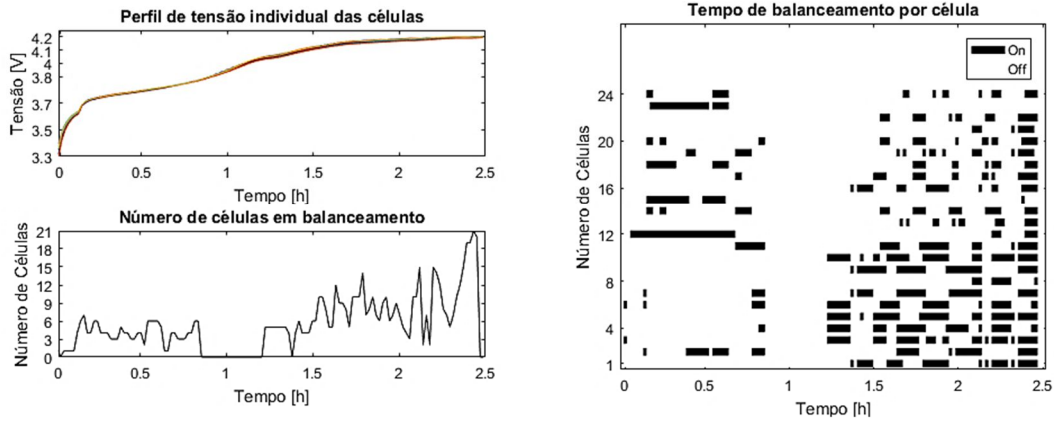 Perfil de tensão individual das células
4.2
4.1
4
3.8
3.7
3.5
3.3
Tensão [V]
0 0.5 1 1.5 2 2.5
Tempo [h]
Número de células em balanceamento
21
18
15
12
9
6
3
0
Número de Células
0 0.5 1 1.5 2 2.5
Tempo [h]
Tempo de balanceamento por célula
On
Off
24
20
16
12
8
4
1
Número de Células
0 0.5 1 1.5 2 2.5
Tempo [h]